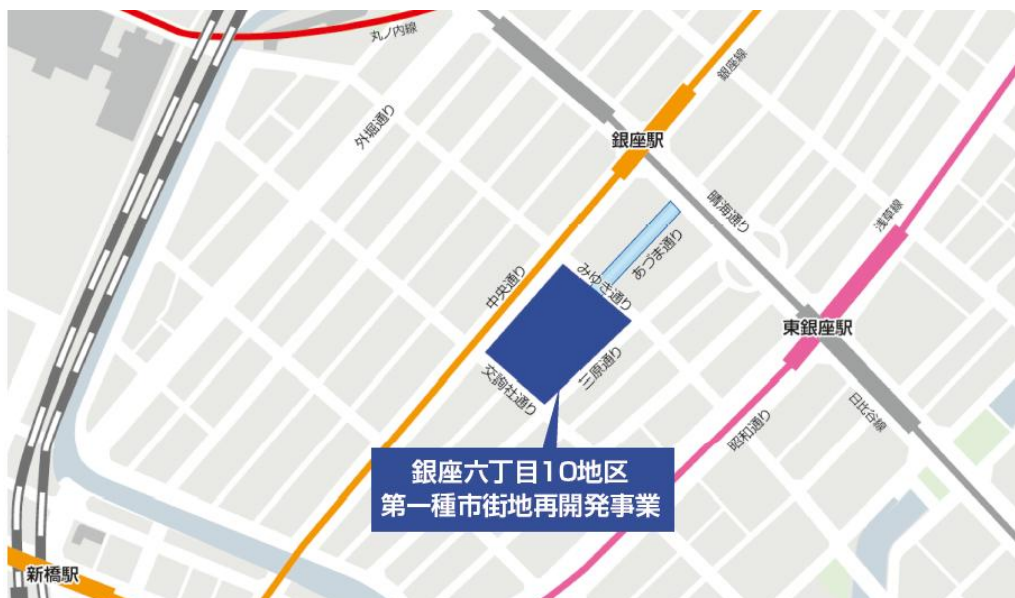 丸ノ内線
外堀通り
銀座線
銀座駅
晴海通り
浅草線
あづま通り
みゆき通り
中央通り
東銀座駅
三原通り
交詢社通り
日比谷線
昭和通り
銀座六丁目10地区
第一種市街地再開発事業
新橋駅